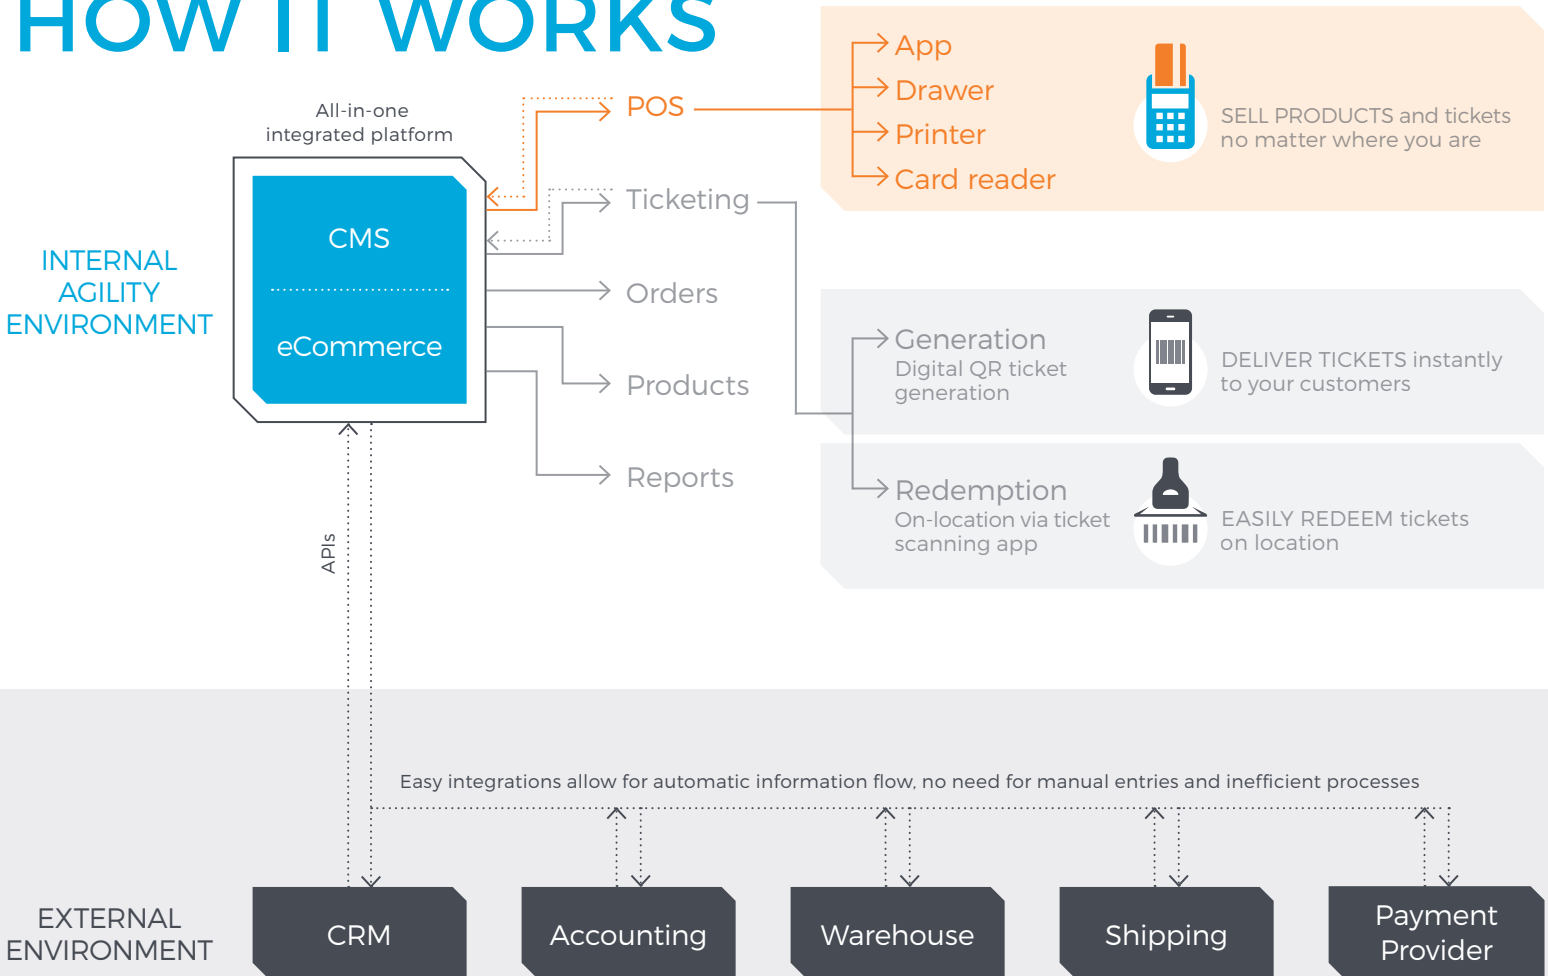 HOW IT WORKS
All-in-one
integrated platform
INTERNAL
AGILITY
ENVIRONMENT
CMS
eCommerce
POS
Ticketing
Orders
Products
Reports
App
Drawer
Printer
Card reader
SELL PRODUCTS and tickets
no matter where you are
Generation
Digital QR ticket
generation
DELIVER TICKETS instantly
to your customers
Redemption
On-location via ticket
scanning app
EASILY REDEEM tickets
on location
APIs
Easy integrations allow for automatic information flow, no need for manual entries and inefficient processes
EXTERNAL
ENVIRONMENT
CRM
Accounting
Warehouse
Shipping
Payment
Provider